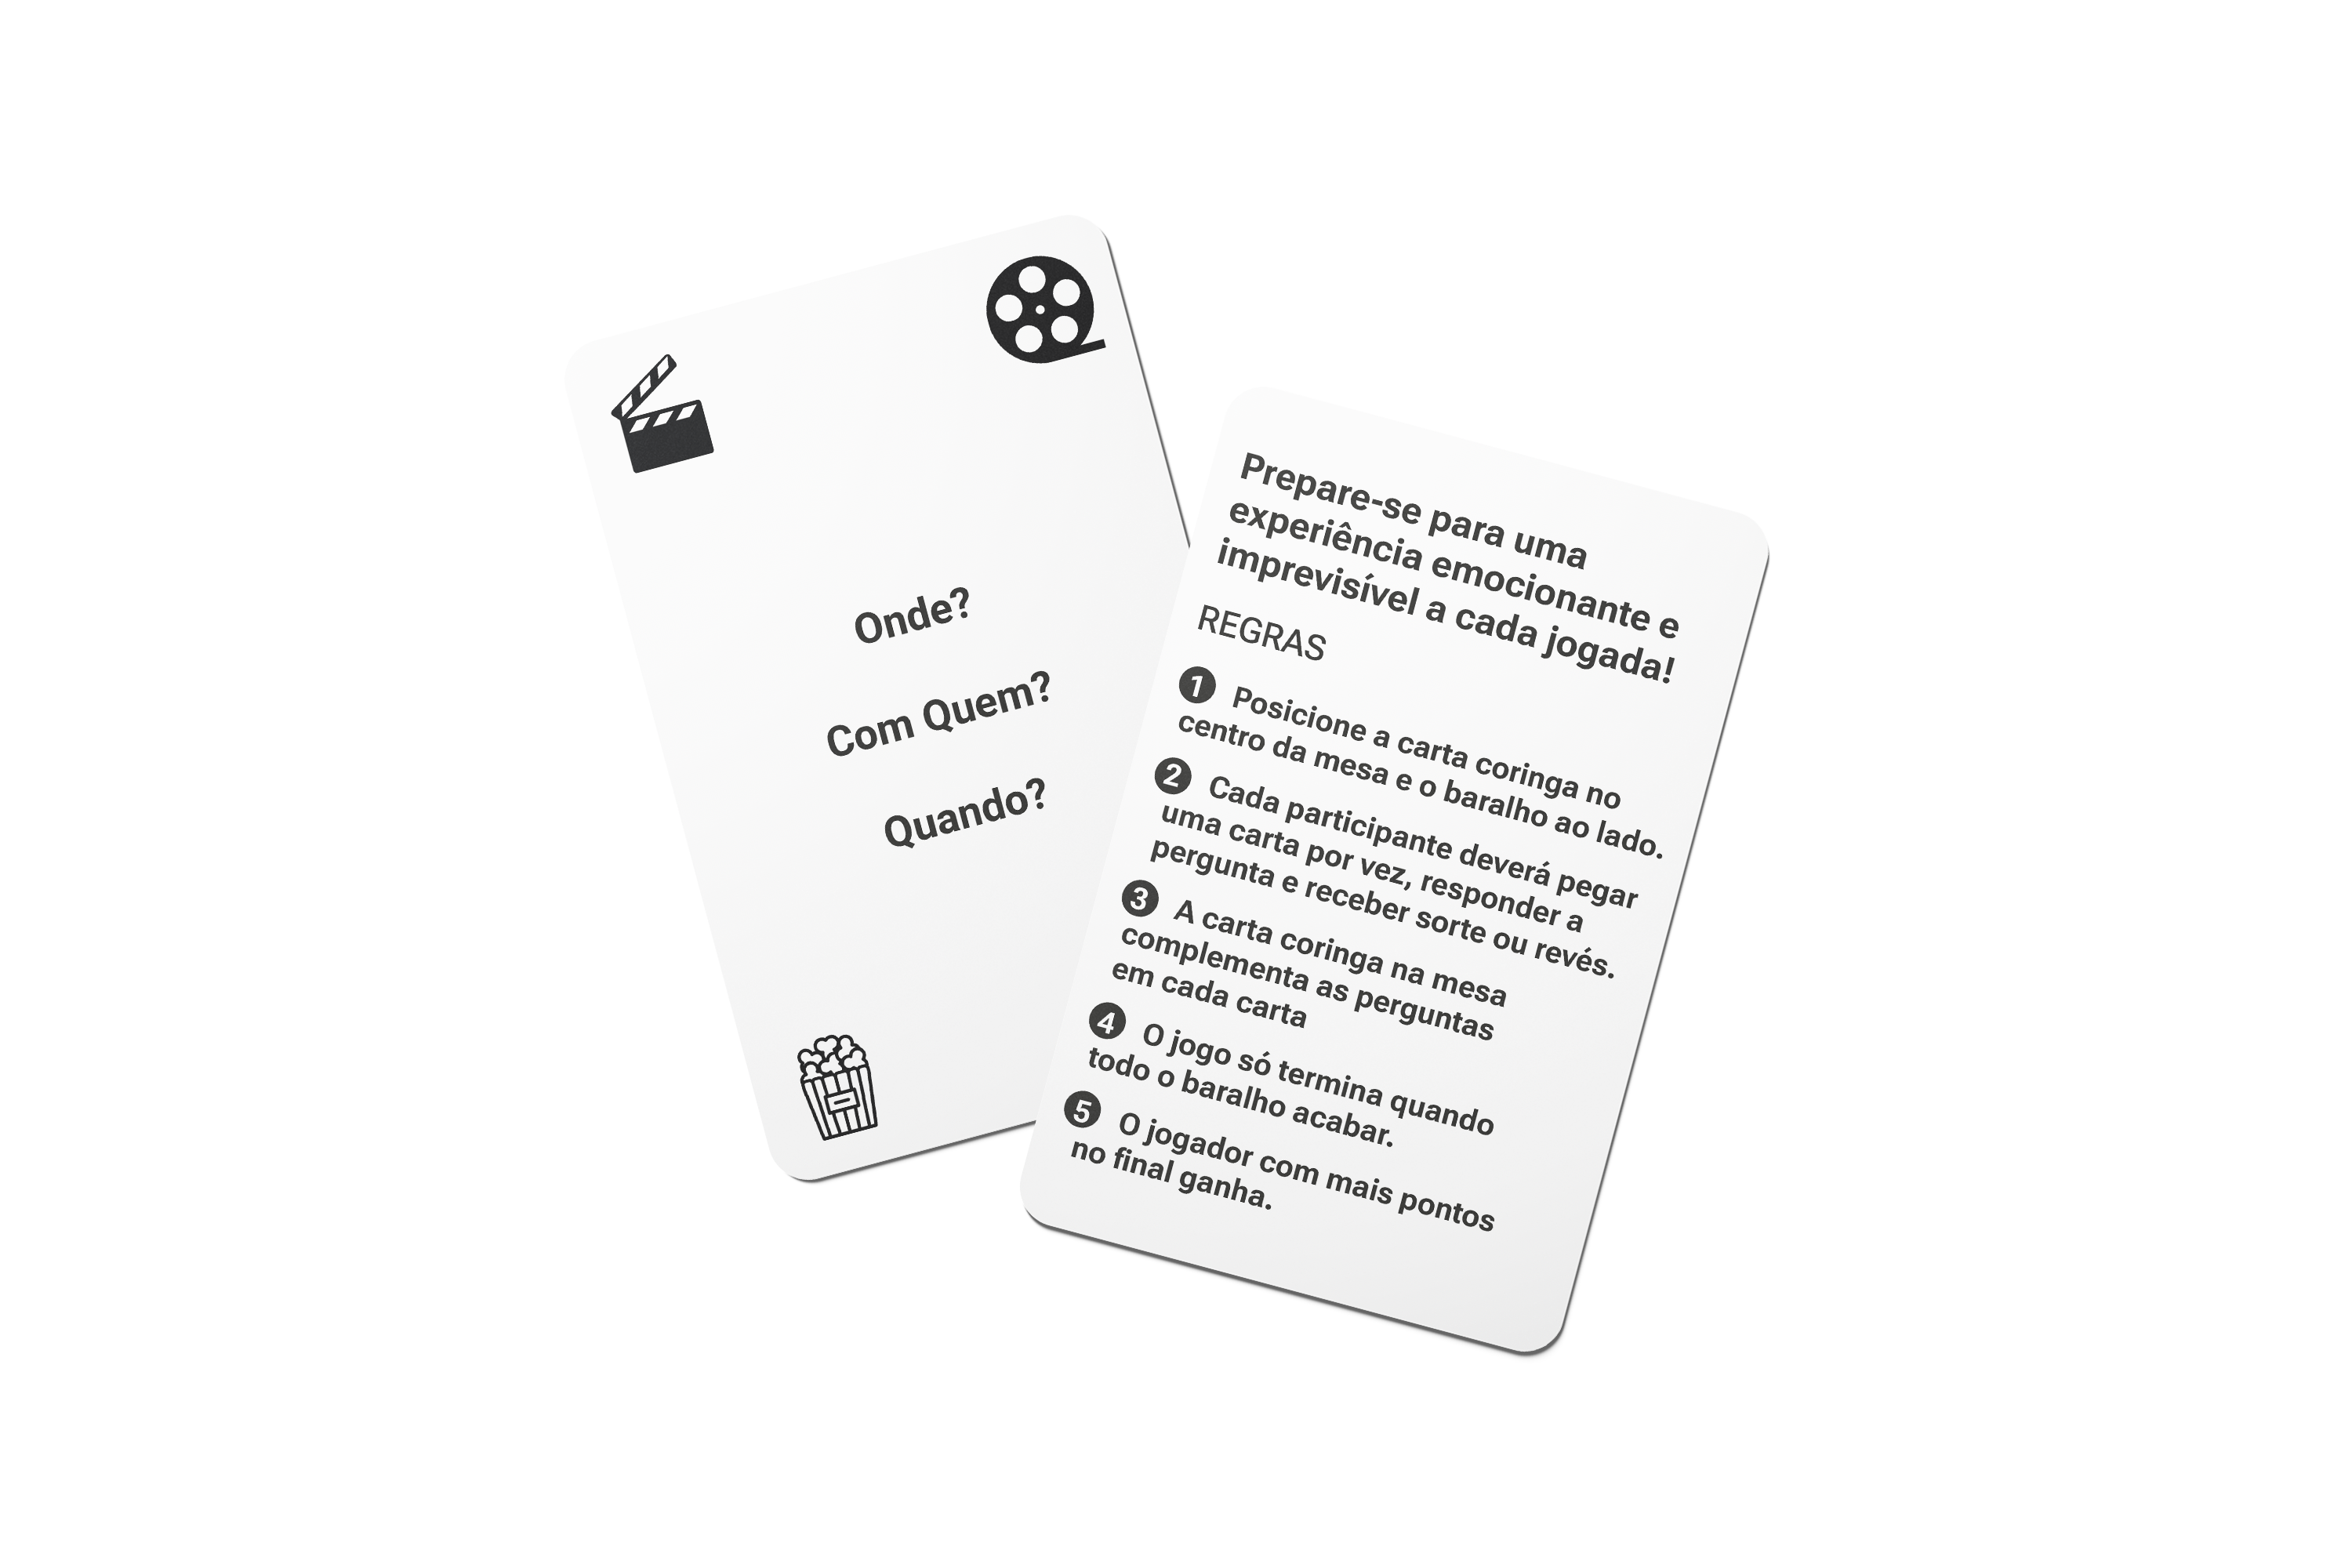 Onde?
Com Quem?
Quando?
Prepare-se para uma
experiência emocionante e
imprevisível a cada jogada!
REGRAS
1 Posicione a carta coringa no
centro da mesa e o baralho ao lado.
2 Cada participante deverá pegar
uma carta por vez, responder a
pergunta e receber sorte ou revés.
3 A carta coringa na mesa
complementa as perguntas
em cada carta
4 O jogo só termina quando
todo o baralho acabar.
5 O jogador com mais pontos
no final ganha.